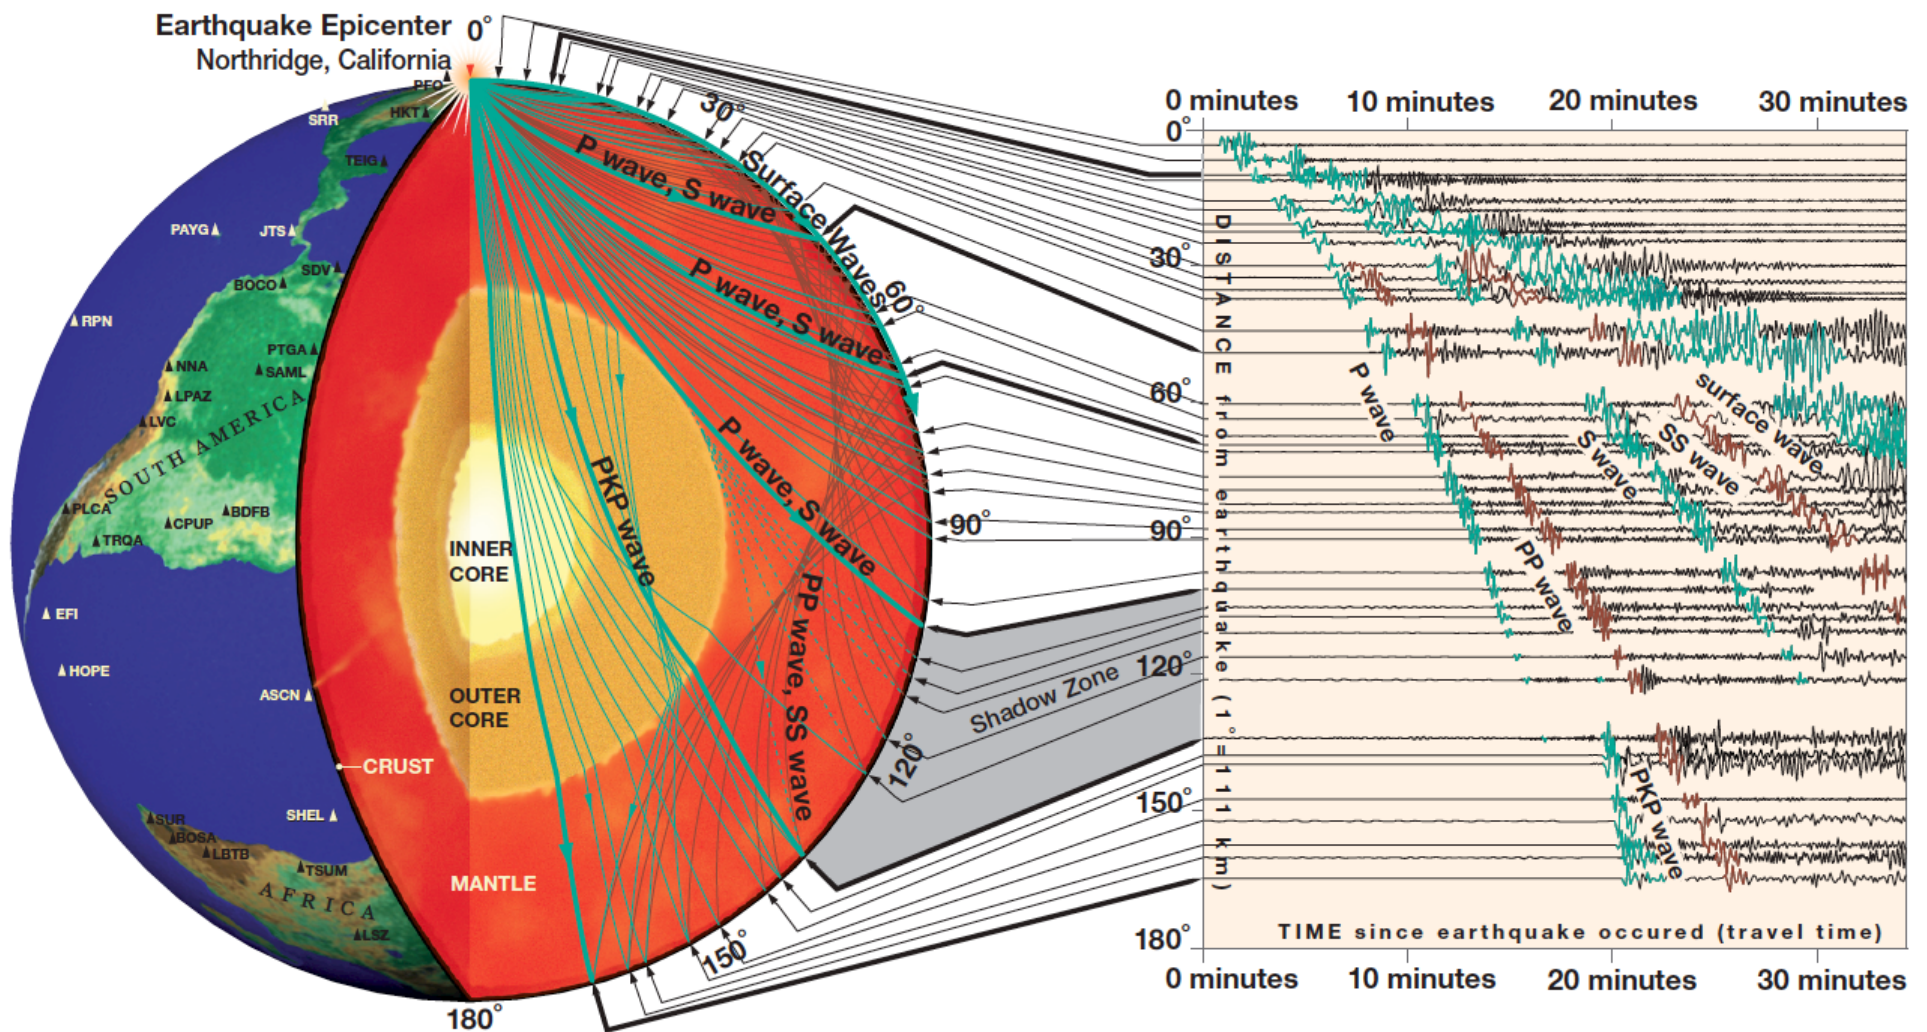 Earthquake Epicenter
Northridge, California
0°
PFO
HKT
SRR
TEIG
PAYG
JTS
SDV
BOCO
RPN
PTGA
NNA
SAML
LPAZ
LVC
SOUTH AMERICA
PLCA
CPUP
BDFB
TRQA
EFI
HOPE
ASCN
CRUST
SHEL
SUR
BOSA
LBTB
TSUM
AFRICA
LSZ
INNER
CORE
OUTER
CORE
MANTLE
P wave, S wave
Surface Waves
P wave, S wave
P wave, S wave
PKP wave
PP wave, SS wave
30°
60°
90°
120°
150°
180°
Shadow Zone
0 minutes
10 minutes
20 minutes
30 minutes
0°
30°
60°
90°
120°
150°
180°
DISTANCE from earthquake (1°=111 km)
P wave
S wave
SS wave
surface wave
PP wave
PKP wave
TIME since earthquake occured (travel time)
0 minutes
10 minutes
20 minutes
30 minutes